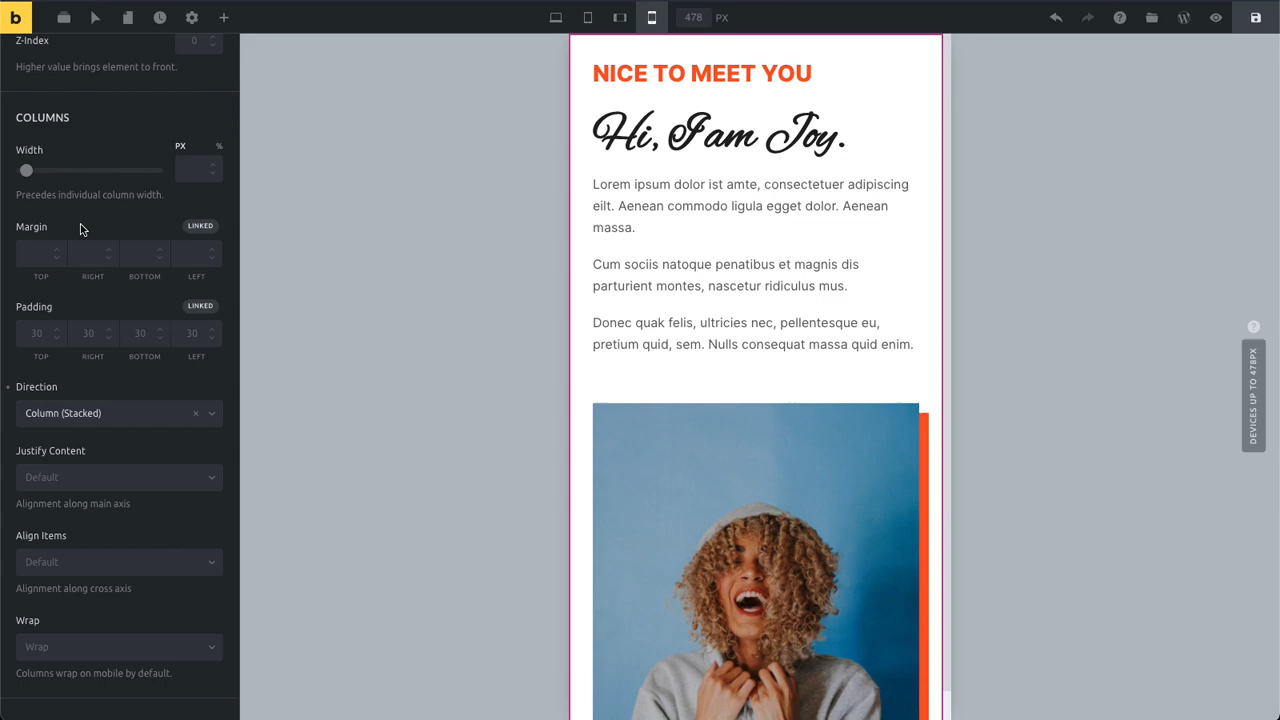 b
478 PX
Z-Index
0
Higher value brings element to front.
COLUMNS
Width
PX %
Precedes individual column width.
Margin
LINKED
TOP RIGHT BOTTOM LEFT
Padding
LINKED
30 30 30 30
TOP RIGHT BOTTOM LEFT
Direction
Column (Stacked)
Justify Content
Default
Alignment along main axis
Align Items
Default
Alignment along cross axis
Wrap
Wrap
Columns wrap on mobile by default.
NICE TO MEET YOU
Hi, I am Joy.
Lorem ipsum dolor ist amte, consectetuer adipiscing
eilt. Aenean commodo ligula egget dolor. Aenean
massa.
Cum sociis natoque penatibus et magnis dis
parturient montes, nascetur ridiculus mus.
Donec quak felis, ultricies nec, pellentesque eu,
pretium quid, sem. Nulls consequat massa quid enim.
?
DEVICES UP TO 478PX